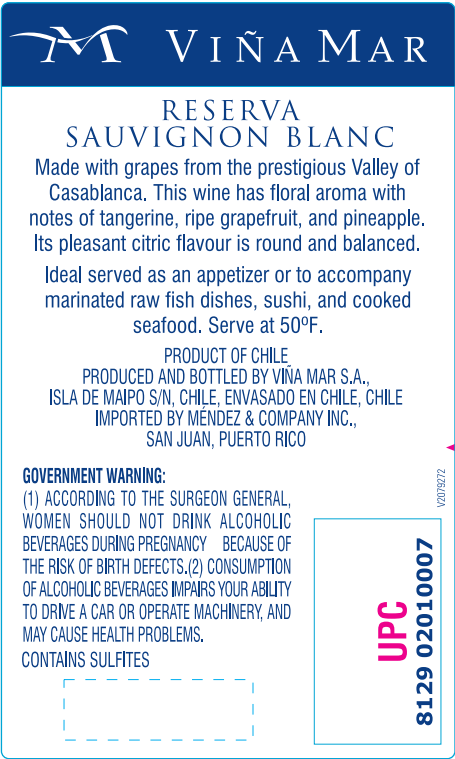 VIÑA MAR
RESERVA
SAUVIGNON BLANC
Made with grapes from the prestigious Valley of
Casablanca. This wine has floral aroma with
notes of tangerine, ripe grapefruit, and pineapple.
Its pleasant citric flavour is round and balanced.
Ideal served as an appetizer or to accompany
marinated raw fish dishes, sushi, and cooked
seafood. Serve at 50ºF.
PRODUCT OF CHILE
PRODUCED AND BOTTLED BY VIÑA MAR S.A.,
ISLA DE MAIPO S/N, CHILE, ENVASADO EN CHILE, CHILE
IMPORTED BY MÉNDEZ & COMPANY INC.,
SAN JUAN, PUERTO RICO
GOVERNMENT WARNING:
(1) ACCORDING TO THE SURGEON GENERAL,
WOMEN SHOULD NOT DRINK ALCOHOLIC
BEVERAGES DURING PREGNANCY BECAUSE OF
THE RISK OF BIRTH DEFECTS.(2) CONSUMPTION
OF ALCOHOLIC BEVERAGES IMPAIRS YOUR ABILITY
TO DRIVE A CAR OR OPERATE MACHINERY, AND
MAY CAUSE HEALTH PROBLEMS.
CONTAINS SULFITES
V2079272
UPC
8129 02010007